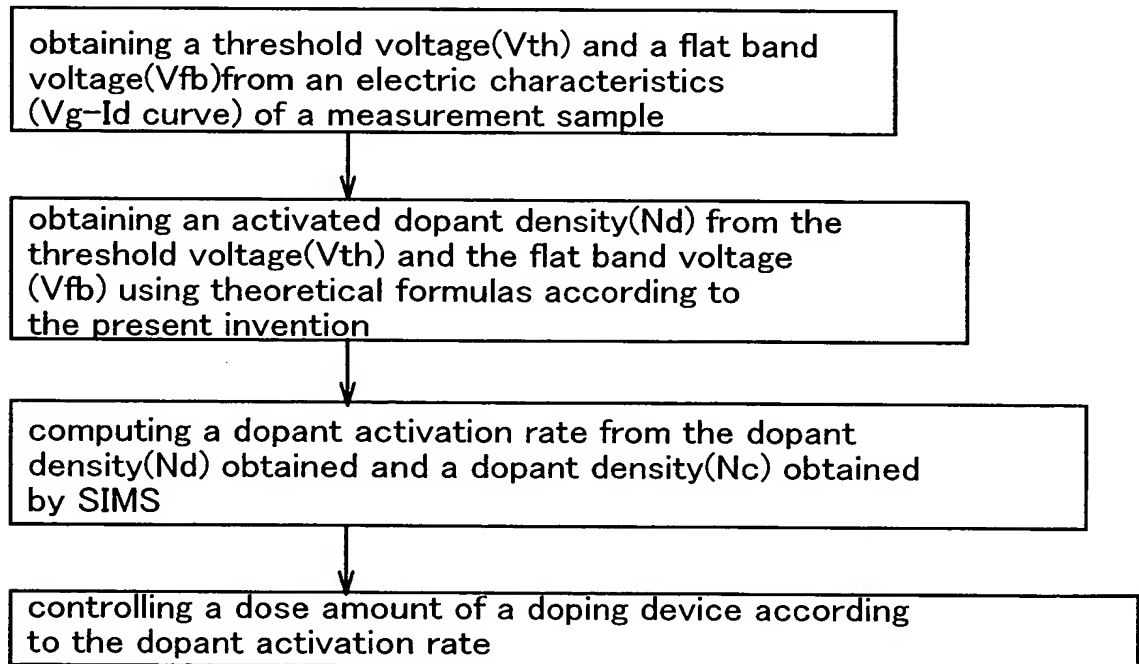 obtaining a threshold voltage(Vth) and a flat band
voltage(Vfb)from an electric characteristics
(Vg-Id curve) of a measurement sample
obtaining an activated dopant density(Nd) from the
threshold voltage(Vth) and the flat band voltage
(Vfb) using theoretical formulas according to
the present invention
computing a dopant activation rate from the dopant
density(Nd) obtained and a dopant density(Nc) obtained
by SIMS
controlling a dose amount of a doping device according
to the dopant activation rate